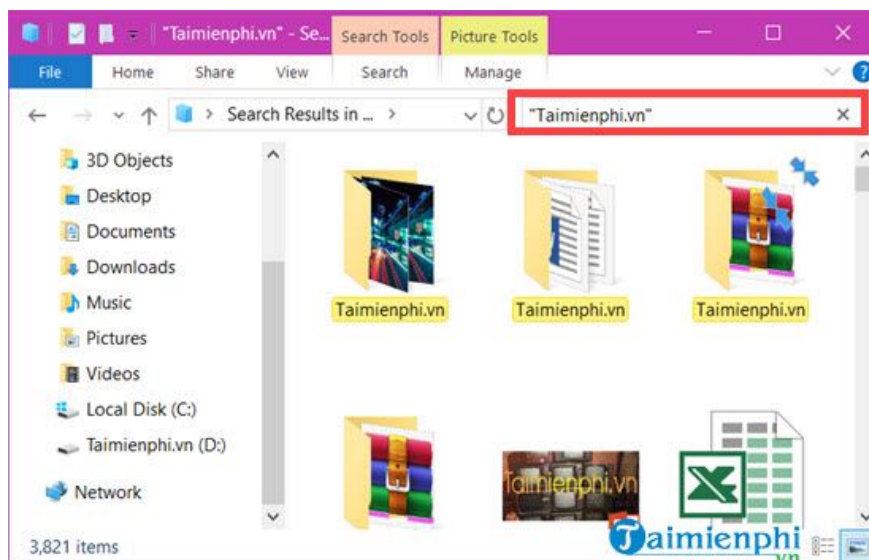 "Taimienphi.vn" - Se...
Search Tools
Picture Tools
File
Home
Share
View
Search
Manage
Search Results in ...
"Taimienphi.vn"
3D Objects
Desktop
Documents
Downloads
Music
Pictures
Videos
Local Disk (C:)
Taimienphi.vn (D:)
Network
Taimienphi.vn
Taimienphi.vn
Taimienphi.vn
Taimienphi.vn
3,821 items
Taimienphi
.vn